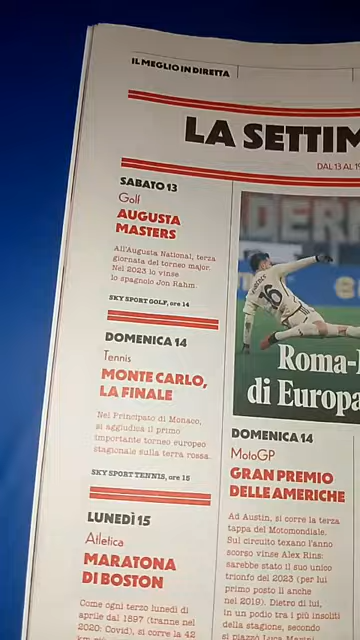 IL MEGLIO IN DIRETTA
LA SETTIM
DAL 13 AL 19
SABATO 13
Golf
AUGUSTA
MASTERS
All'Augusta National, terza
giornata del torneo major.
Nel 2023 lo vinse
lo spagnolo Jon Rahm.
SKY SPORT GOLF, ore 14
DOMENICA 14
Tennis
MONTE CARLO,
LA FINALE
Nel Principato di Monaco,
si aggiudica il primo
importante torneo europeo
stagionale sulla terra rossa.
SKY SPORT TENNIS, ore 15
LUNEDÌ 15
Atletica
MARATONA
DI BOSTON
Come ogni terzo lunedì di
aprile dal 1897 (tranne nel
2020: Covid), si corre la 42
16
Roma-
di Europa
DOMENICA 14
MotoGP
GRAN PREMIO
DELLE AMERICHE
Ad Austin, si corre la terza
tappa del Motomondiale.
Sul circuito texano l'anno
scorso vinse Alex Rins:
sarebbe stato il suo unico
trionfo del 2023 (per lui
primo posto lì anche
nel 2019). Dietro di lui,
in un podio tra i più insoliti
della stagione, secondo